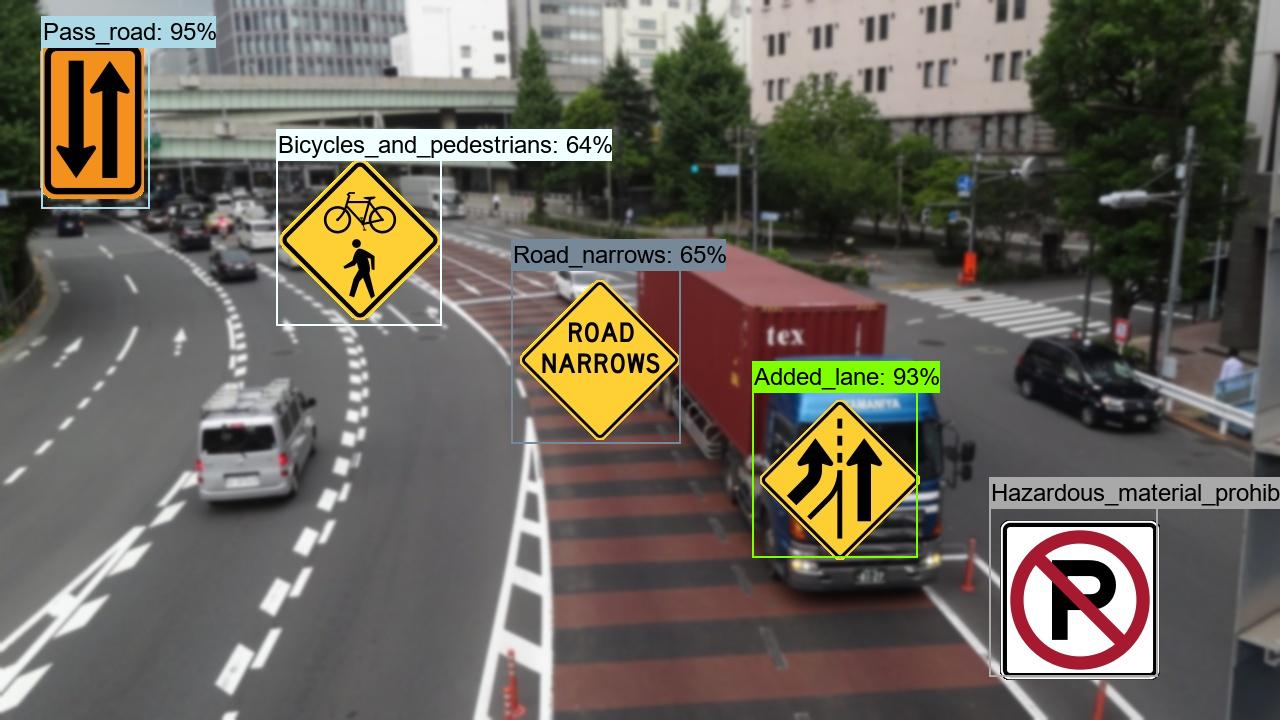 Pass_road: 95%
Bicycles_and_pedestrians: 64%
Road_narrows: 65%
ROAD
NARROWS
tex
Added_lane: 93%
Hazardous_material_prohib
P